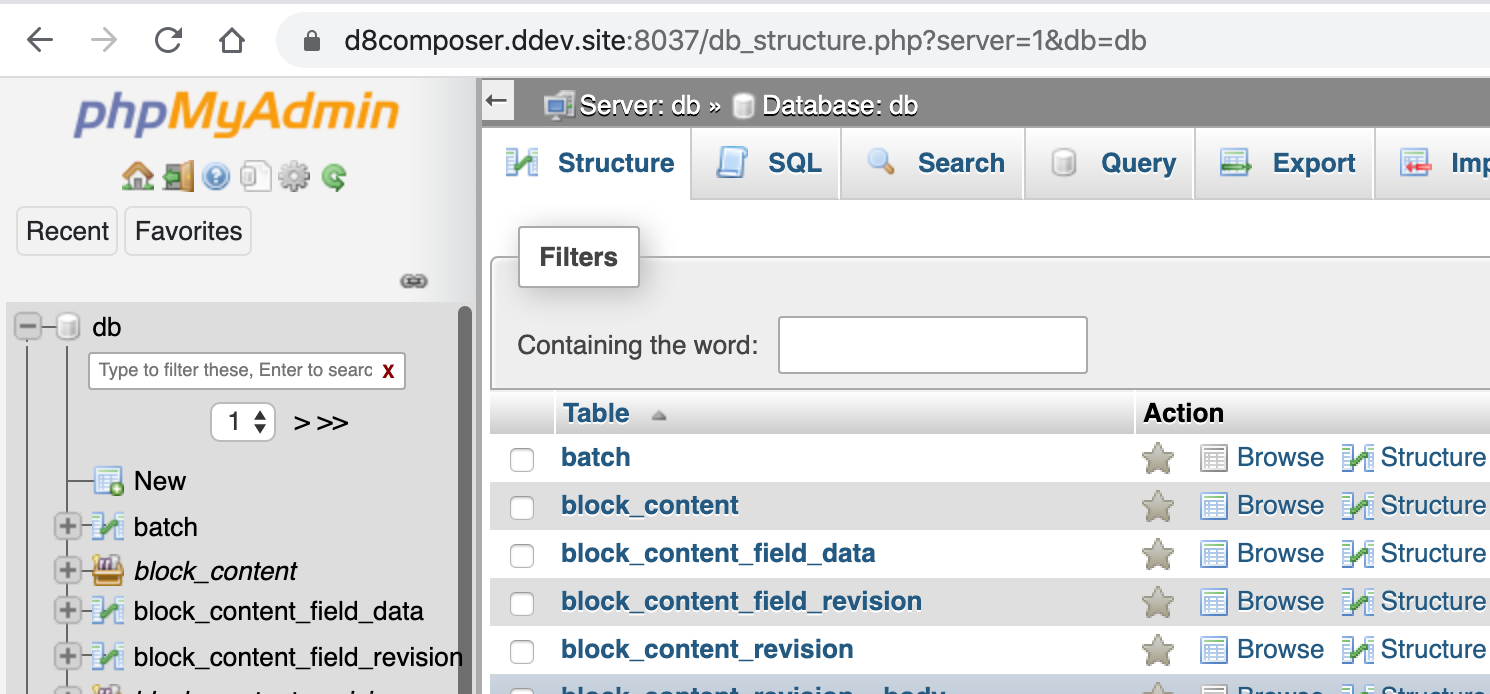 d8composer.ddev.site:8037/db_structure.php?server=1&db=db
phpMyAdmin
Recent Favorites
db
Type to filter these, Enter to searc X
1 > >>
New
batch
block_content
block_content_field_data
block_content_field_revision
Server: db » Database: db
Structure SQL Search Query Export Imp
Filters
Containing the word:
Table Action
batch Browse Structure
block_content Browse Structure
block_content_field_data Browse Structure
block_content_field_revision Browse Structure
block_content_revision Browse Structure